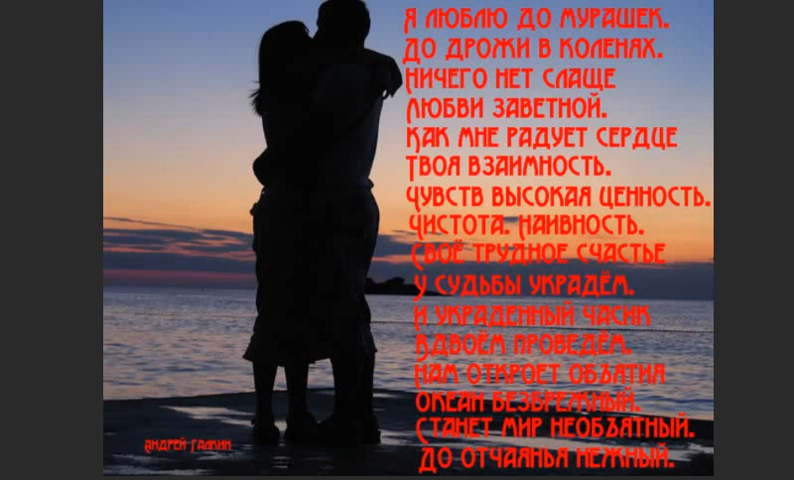 Я ЛЮБЛЮ ДО МУРАШЕК.
ДО ДРОЖИ В КОЛЕНЯХ.
НИЧЕГО НЕТ СЛАЩЕ
ЛЮБВИ ЗАВЕТНОЙ.
КАК МНЕ РАДУЕТ СЕРДЦЕ
ТВОЯ ВЗАИМНОСТЬ.
ЧУВСТВ ВЫСОКАЯ ЦЕННОСТЬ.
ЧИСТОТА. НАИВНОСТЬ.
СВОЁ ТРУДНОЕ СЧАСТЬЕ
У СУДЬБЫ УКРАДЁМ.
И УКРАДЕННЫЙ ЧАСИК
ВДВОЁМ ПРОВЕДЁМ.
НАМ ОТКРОЕТ ОБЪЯТИЯ
ОКЕАН БЕЗБРЕЖНЫЙ.
СТАНЕТ МИР НЕОБЪЯТНЫЙ.
ДО ОТЧАЯНЬЯ НЕЖНЫЙ.
АНДРЕЙ ГАЛКИН